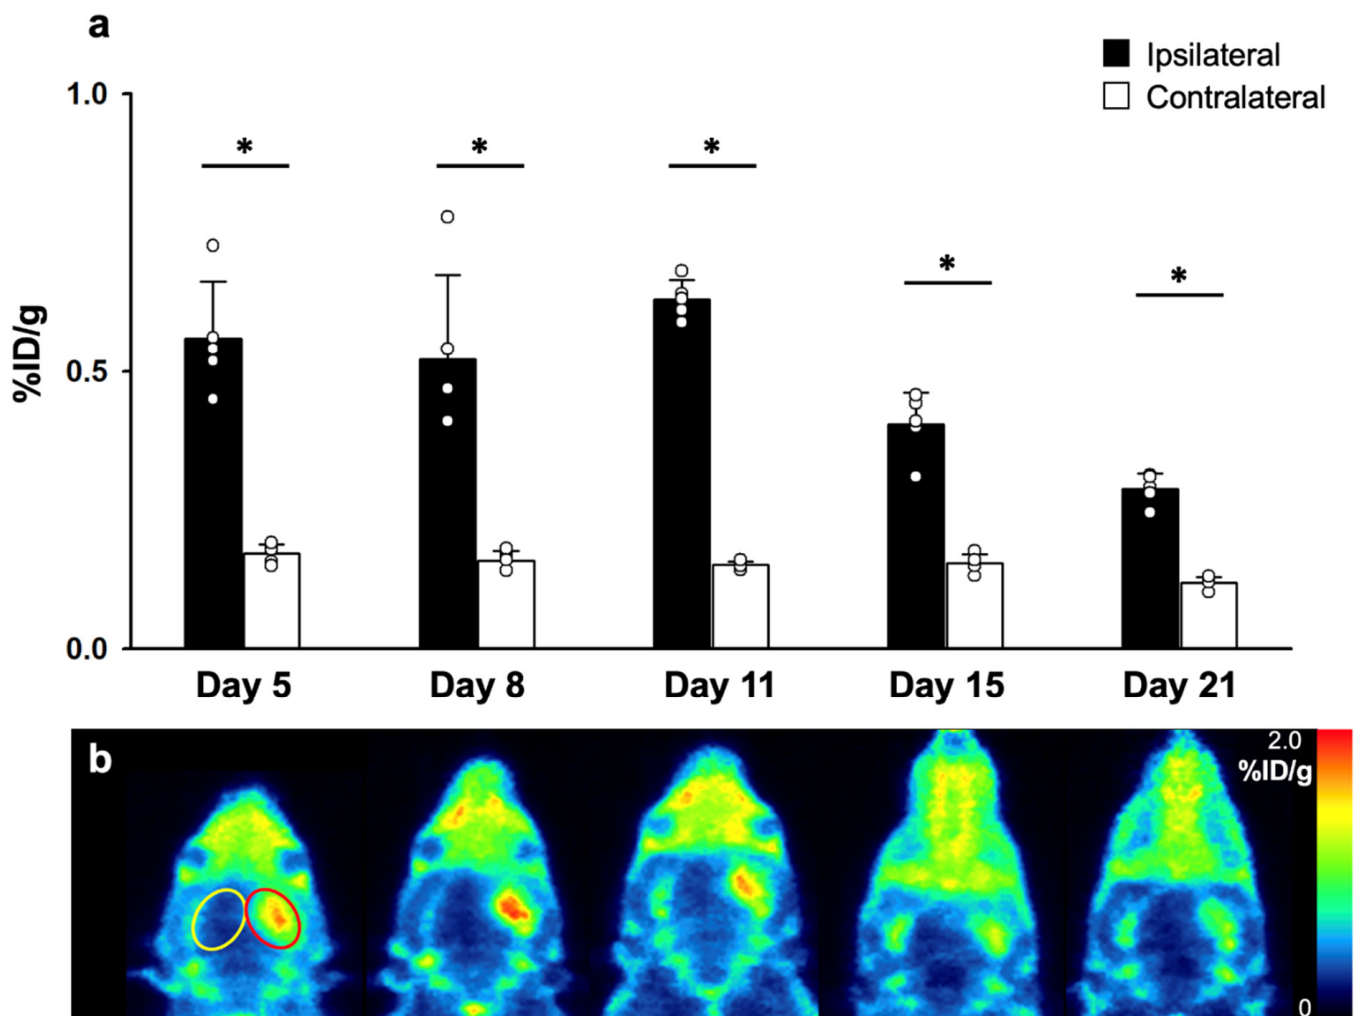 a
Ipsilateral
Contralateral
1.0
* * *
* *
0.5
%ID/g
0.0
Day 5 Day 8 Day 11 Day 15 Day 21
b
2.0
%ID/g
0